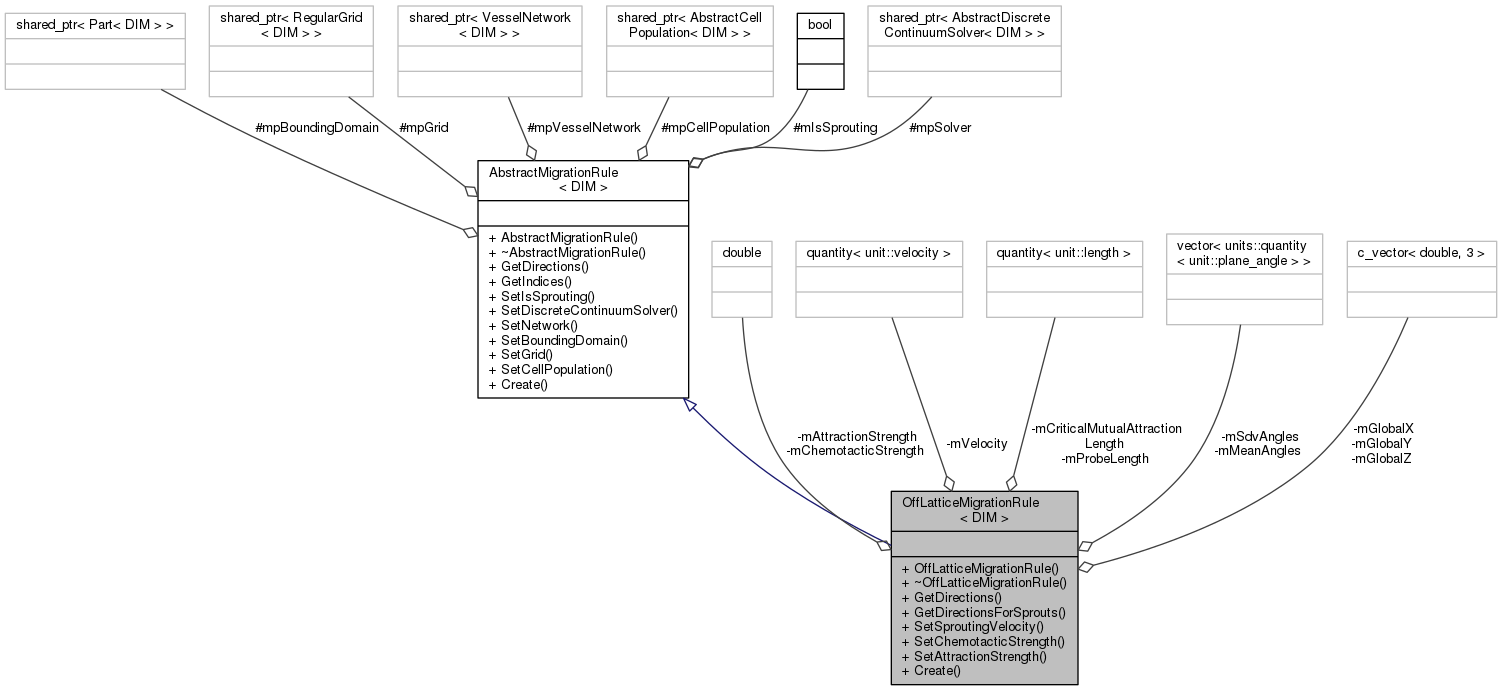 shared_ptr< Part< DIM > >
shared_ptr< RegularGrid
< DIM > >
shared_ptr< VesselNetwork
< DIM > >
shared_ptr< AbstractCell
Population< DIM > >
bool
shared_ptr< AbstractDiscrete
ContinuumSolver< DIM > >
#mpBoundingDomain
#mpGrid
#mpVesselNetwork
#mpCellPopulation
#mIsSprouting
#mpSolver
AbstractMigrationRule
< DIM >
+ AbstractMigrationRule()
+ ~AbstractMigrationRule()
+ GetDirections()
+ GetIndices()
+ SetIsSprouting()
+ SetDiscreteContinuumSolver()
+ SetNetwork()
+ SetBoundingDomain()
+ SetGrid()
+ SetCellPopulation()
+ Create()
double
quantity< unit::velocity >
quantity< unit::length >
vector< units::quantity
< unit::plane_angle > >
c_vector< double, 3 >
-mAttractionStrength
-mChemotacticStrength
-mVelocity
-mCriticalMutualAttraction
Length
-mProbeLength
-mSdvAngles
-mMeanAngles
-mGlobalX
-mGlobalY
-mGlobalZ
OffLatticeMigrationRule
< DIM >
+ OffLatticeMigrationRule()
+ ~OffLatticeMigrationRule()
+ GetDirections()
+ GetDirectionsForSprouts()
+ SetSproutingVelocity()
+ SetChemotacticStrength()
+ SetAttractionStrength()
+ Create()